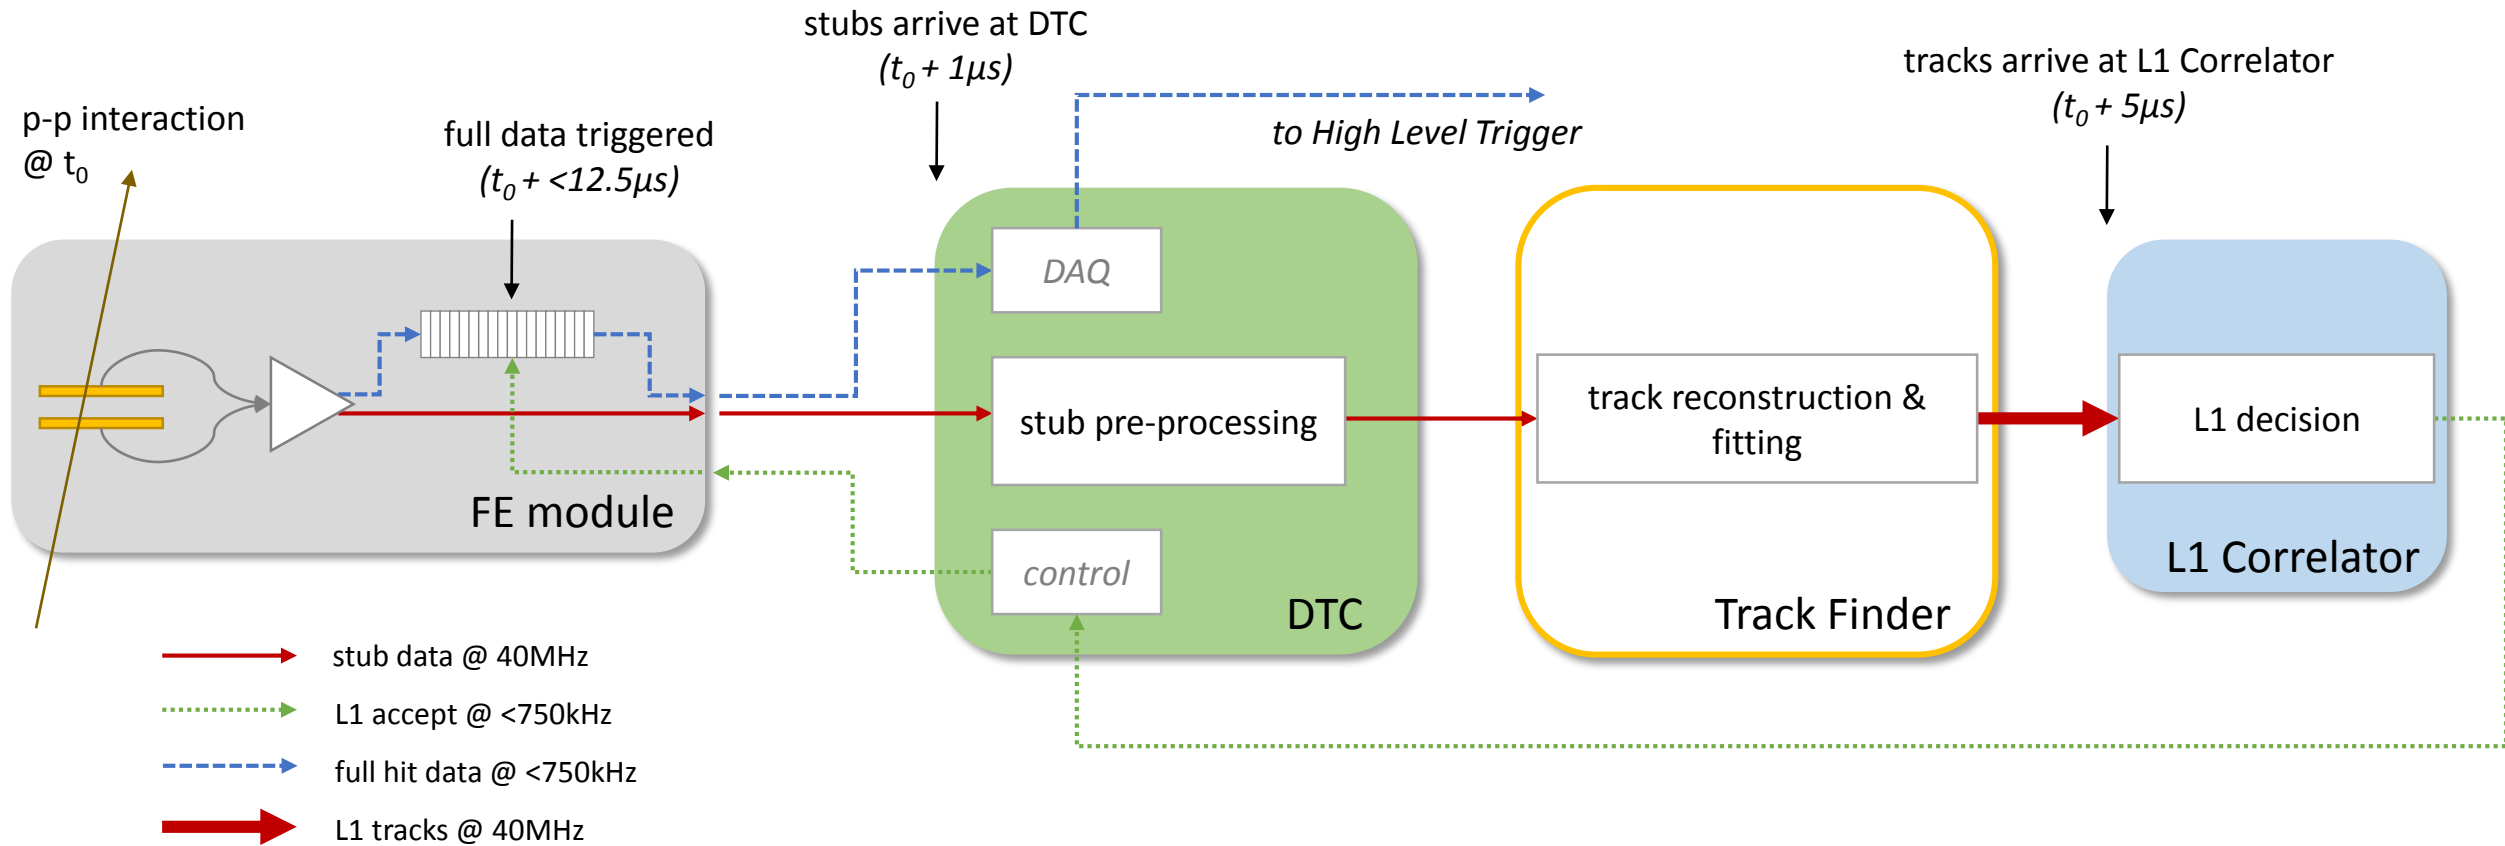 stubs arrive at DTC
(t0 + 1µs)
tracks arrive at L1 Correlator
(t0 + 5µs)
p-p interaction
@ t0
full data triggered
(t0 + <12.5µs)
to High Level Trigger
DAQ
stub pre-processing
control
DTC
track reconstruction &
fitting
Track Finder
L1 decision
L1 Correlator
FE module
stub data @ 40MHz
L1 accept @ <750kHz
full hit data @ <750kHz
L1 tracks @ 40MHz